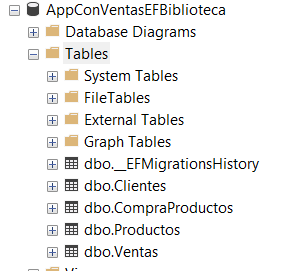 AppConVentasEFBiblioteca
Database Diagrams
Tables
System Tables
FileTables
External Tables
Graph Tables
dbo.__EFMigrationsHistory
dbo.Clientes
dbo.CompraProductos
dbo.Productos
dbo.Ventas